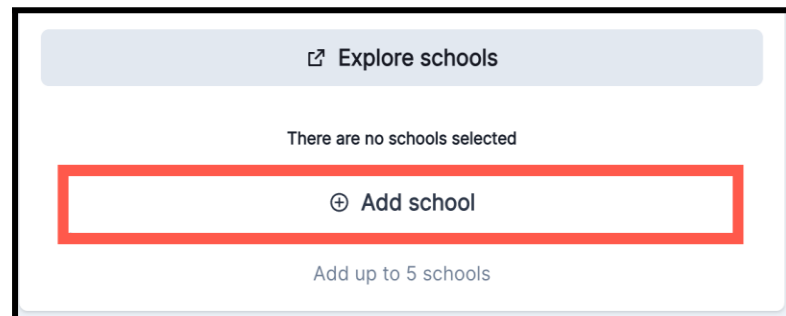 Explore schools
There are no schools selected
Add school
Add up to 5 schools